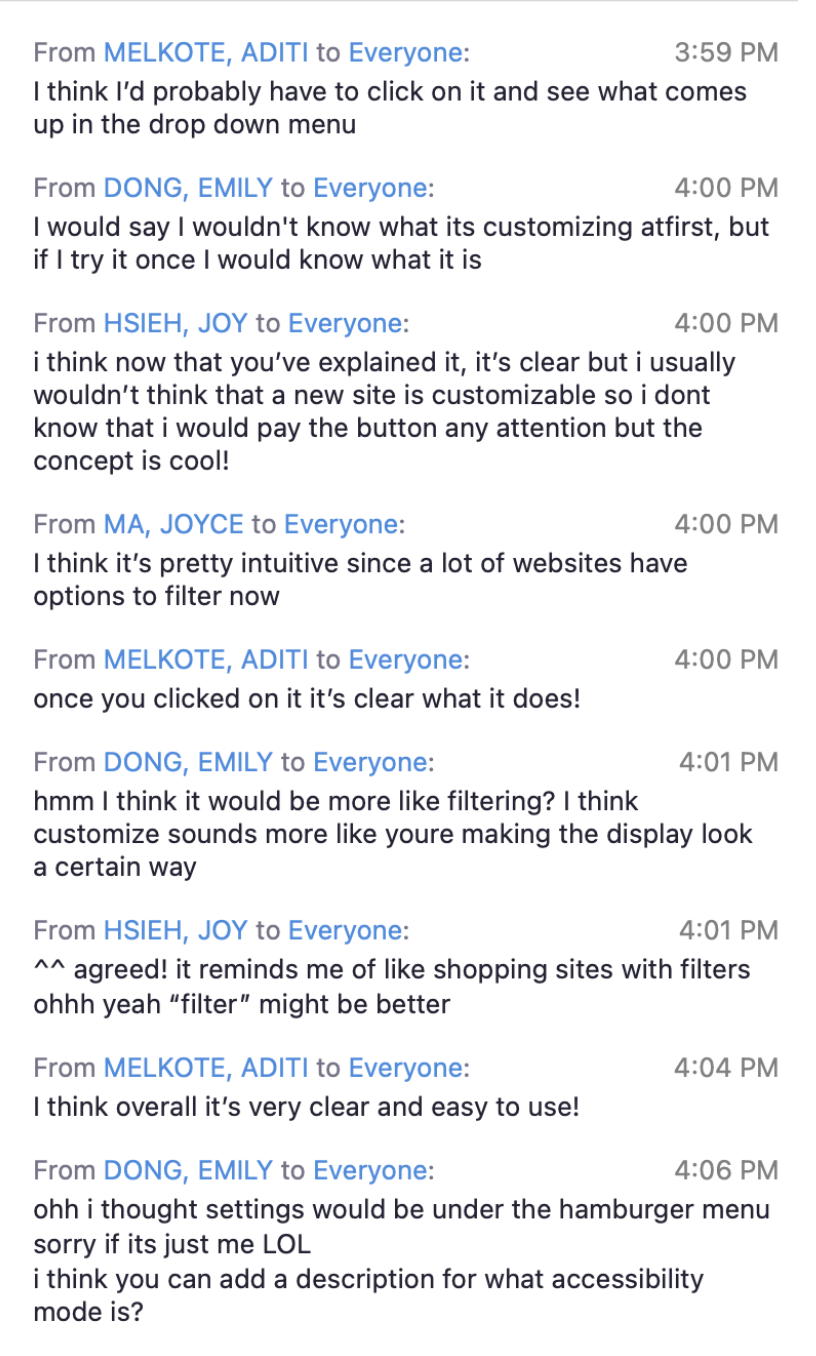 From MELKOTE, ADITI to Everyone: 3:59 PM
I think I’d probably have to click on it and see what comes
up in the drop down menu
From DONG, EMILY to Everyone: 4:00 PM
I would say I wouldn't know what its customizing atfirst, but
if I try it once I would know what it is
From HSIEH, JOY to Everyone: 4:00 PM
i think now that you’ve explained it, it’s clear but i usually
wouldn’t think that a new site is customizable so i dont
know that i would pay the button any attention but the
concept is cool!
From MA, JOYCE to Everyone: 4:00 PM
I think it’s pretty intuitive since a lot of websites have
options to filter now
From MELKOTE, ADITI to Everyone: 4:00 PM
once you clicked on it it’s clear what it does!
From DONG, EMILY to Everyone: 4:01 PM
hmm I think it would be more like filtering? I think
customize sounds more like youre making the display look
a certain way
From HSIEH, JOY to Everyone: 4:01 PM
^^ agreed! it reminds me of like shopping sites with filters
ohhh yeah “filter” might be better
From MELKOTE, ADITI to Everyone: 4:04 PM
I think overall it’s very clear and easy to use!
From DONG, EMILY to Everyone: 4:06 PM
ohh i thought settings would be under the hamburger menu
sorry if its just me LOL
i think you can add a description for what accessibility
mode is?